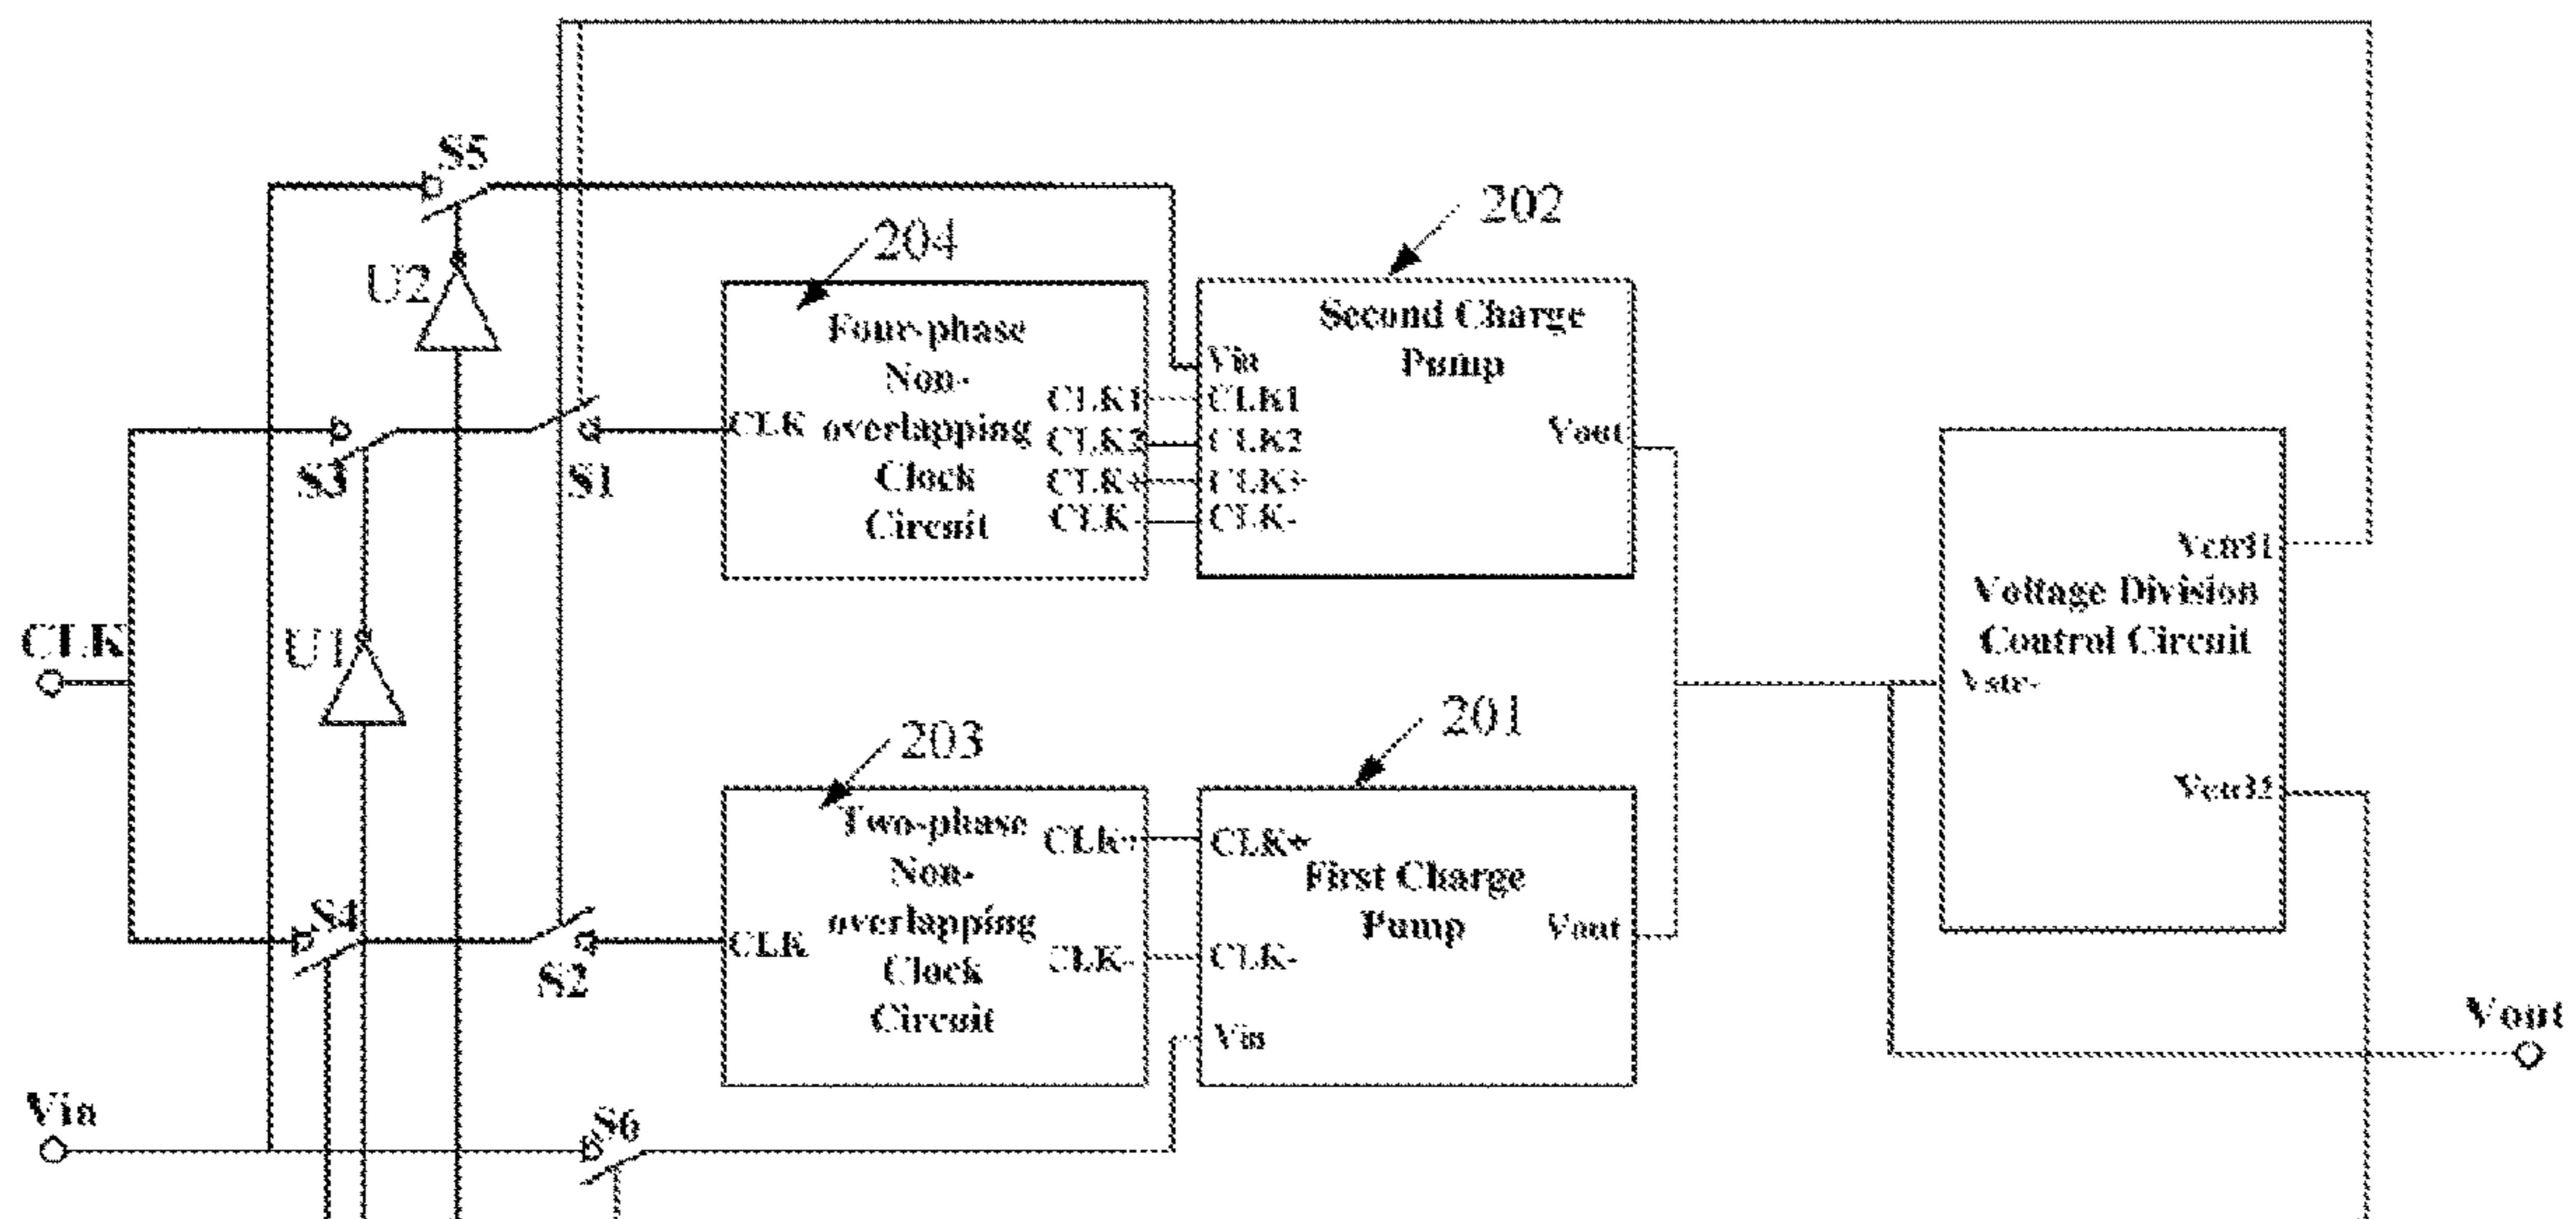 S5
202
204
U2
Four-phase
Non-
overlapping
Clock
Circuit
CLK
CLK1
CLK2
CLK+
CLK-
Second Charge
Pump
Vin
CLK1
CLK2
CLK+
CLK-
Vout
S3
S1
Vctrl1
Voltage Division
Control Circuit
Vctrl2
CLK
U1
203
201
Two-phase
Non-
overlapping
Clock
Circuit
CLK
CLK+
CLK-
First Charge
Pump
CLK+
CLK-
Vin
Vout
S4
S2
Vout
Vin
S6